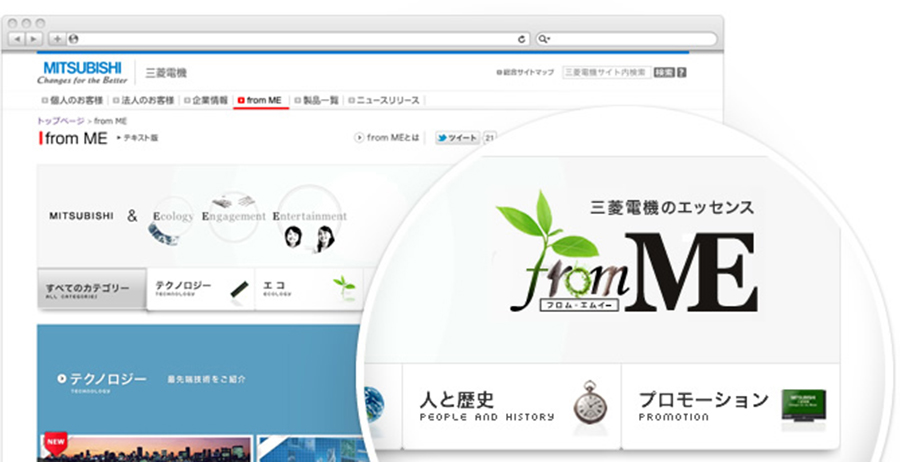 MITSUBISHI
Changes for the Better
三菱電機
総合サイトマップ
三菱電機サイト内検索 検索 ?
個人のお客様 法人のお客様 企業情報 from ME 製品一覧 ニュースリリース
トップページ > from ME
from ME テキスト版
from MEとは ツイート 21
MITSUBISHI & Ecology Engagement Entertainment
すべてのカテゴリー
ALL CATEGORIES
テクノロジー
TECHNOLOGY
エコ
ECOLOGY
テクノロジー 最先端技術をご紹介
TECHNOLOGY
NEW
三菱電機のエッセンス
from ME
フロム・エムイー
人と歴史
PEOPLE AND HISTORY
プロモーション
PROMOTION